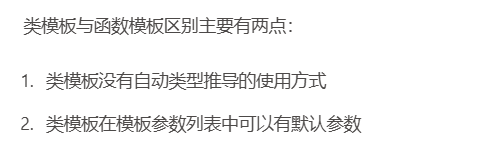 类模板与函数模板区别主要有两点：
1. 类模板没有自动类型推导的使用方式
2. 类模板在模板参数列表中可以有默认参数